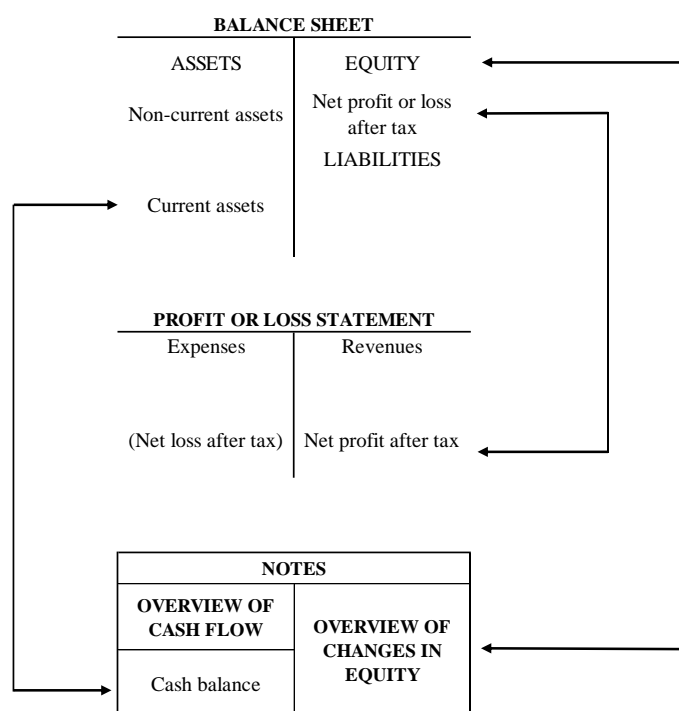 BALANCE SHEET
ASSETS
EQUITY
Non-current assets
Net profit or loss
after tax
LIABILITIES
Current assets
PROFIT OR LOSS STATEMENT
Expenses
Revenues
(Net loss after tax)
Net profit after tax
NOTES
OVERVIEW OF
CASH FLOW
OVERVIEW OF
CHANGES IN
EQUITY
Cash balance